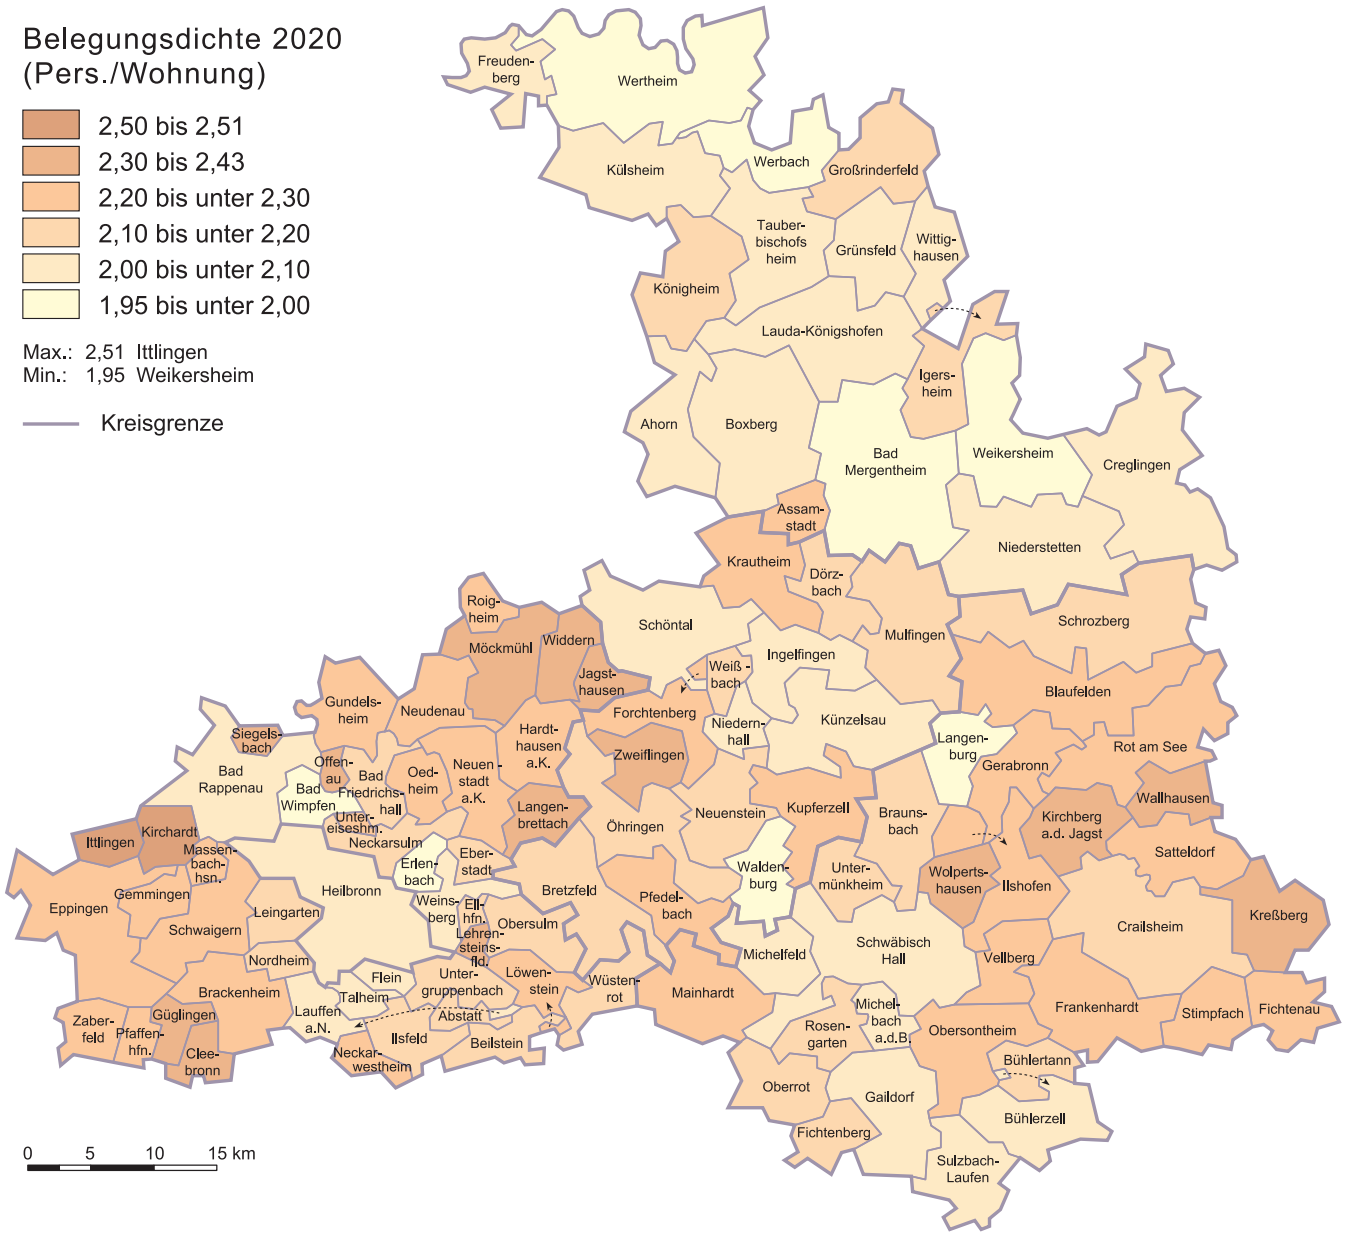 Belegungsdichte 2020
(Pers./Wohnung)
2,50 bis 2,51
2,30 bis 2,43
2,20 bis unter 2,30
2,10 bis unter 2,20
2,00 bis unter 2,10
1,95 bis unter 2,00
Max.: 2,51 Ittlingen
Min.: 1,95 Weikersheim
Kreisgrenze
Freuden-
berg
Wertheim
Külsheim
Werbach
Großrinderfeld
Tauber-
bischofs
heim
Grünsfeld
Wittig-
hausen
Königheim
Lauda-Königshofen
Igers-
heim
Ahorn
Boxberg
Bad
Mergentheim
Weikersheim
Creglingen
Assam-
stadt
Niederstetten
Krautheim
Dörz-
bach
Mulfingen
Schrozberg
Schöntal
Ingelfingen
Weiß -
bach
Roig-
heim
Möckmühl
Widdern
Jagst-
hausen
Blaufelden
Gundels-
heim
Neudenau
Forchtenberg
Niedern-
hall
Künzelsau
Langen-
burg
Rot am See
Gerabronn
Hardt-
hausen
a.K.
Zweiflingen
Siegels-
bach
Offen-
au
Bad
Rappenau
Bad
Wimpfen
Bad
Friedrichs-
hall
Oed-
heim
Neuen-
stadt
a.K.
Langen-
brettach
Neuenstein
Kupferzell
Brauns-
bach
Kirchberg
a.d. Jagst
Wallhausen
Ittlingen
Kirchardt
Unter-
eiseshm.
Neckarsulm
Öhringen
Satteldorf
Massen-
bach-
hsn.
Erlen-
bach
Eber-
stadt
Walden-
burg
Unter-
münkheim
Wolperts-
hausen
Ilshofen
Gemmingen
Eppingen
Heilbronn
Leingarten
Weins-
berg
Ell-
hfn.
Bretzfeld
Pfedel-
bach
Kreßberg
Crailsheim
Schwaigern
Lehren-
steins-
fld.
Obersulm
Michelfeld
Schwäbisch
Hall
Vellberg
Nordheim
Flein
Unter-
gruppenbach
Löwen-
stein
Wüsten-
rot
Mainhardt
Brackenheim
Talheim
Lauffen
a.N.
Abstatt
Michel-
bach
a.d.B.
Frankenhardt
Stimpfach
Fichtenau
Güglingen
Zaber-
feld
Pfaffen-
hfn.
Ilsfeld
Beilstein
Rosen-
garten
Obersontheim
Clee-
bronn
Neckar-
westheim
Oberrot
Bühlertann
Gaildorf
Bühlerzell
Fichtenberg
Sulzbach-
Laufen
0 5 10 15 km